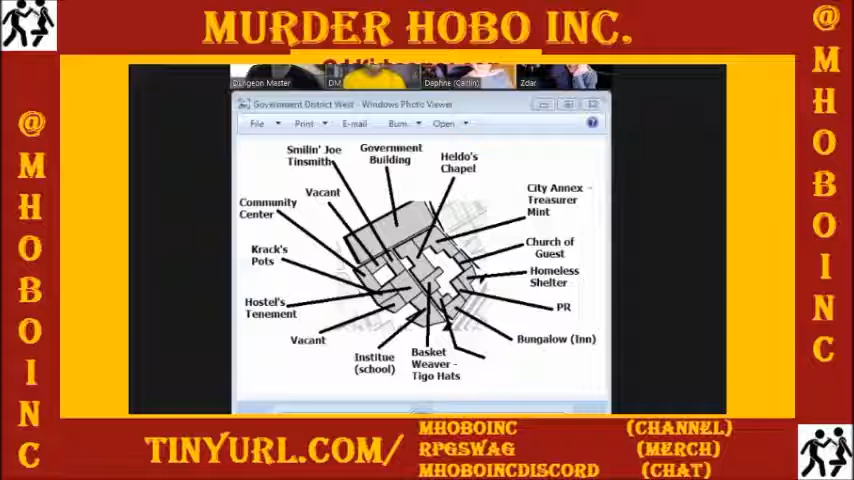 MURDER HOBO INC.
Dungeon Master
DM
Daphne (Caitlin)
Zdar
Government District West - Windows Photo Viewer
File
Print
E-mail
Burn
Open
Smilin' Joe
Tinsmith
Government
Building
Heldo's
Chapel
City Annex -
Treasurer
Mint
Vacant
Community
Center
Krack's
Pots
Church of
Guest
Homeless
Shelter
Hostel's
Tenement
PR
Vacant
Bungalow (Inn)
Institue
(school)
Basket
Weaver -
Tigo Hats
@
M
H
O
B
O
I
N
C
@
M
H
O
B
O
I
N
C
TINYURL.COM/
MHOBOINC (CHANNEL)
RPGSWAG (MERCH)
MHOBOINCDISCORD (CHAT)